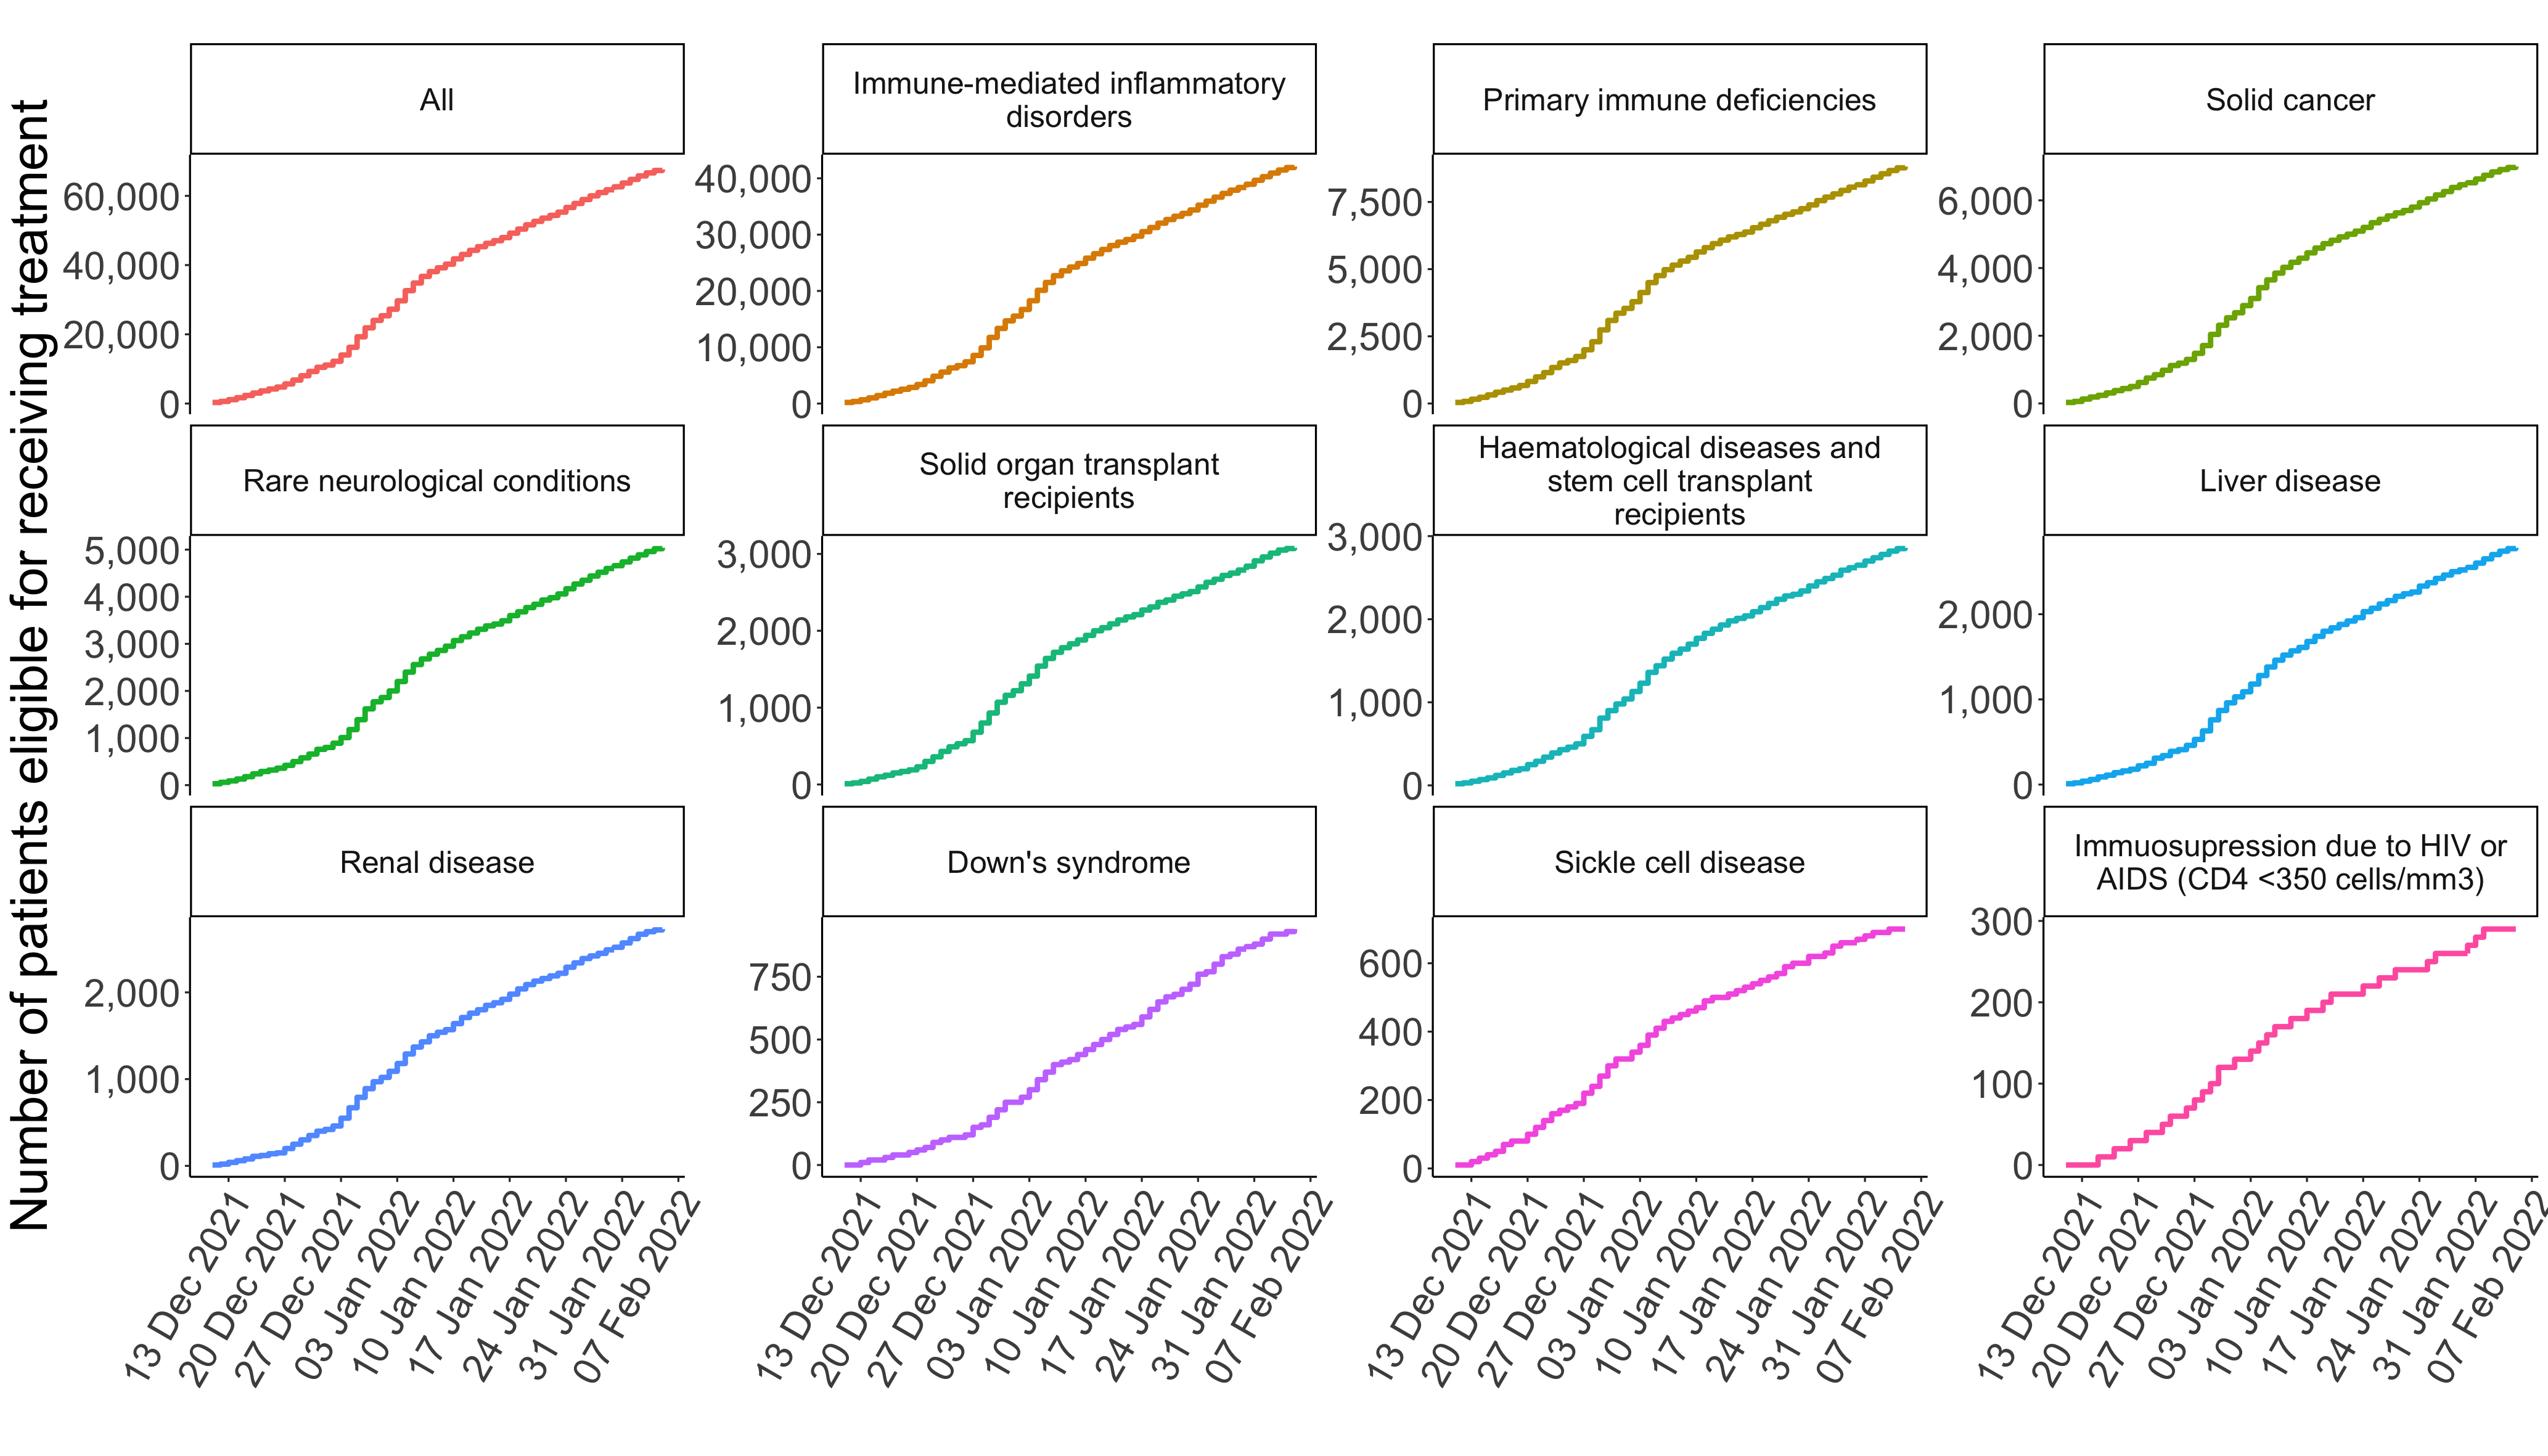 Number of patients eligible for receiving treatment
All
60,000
40,000
20,000
0
Immune-mediated inflammatory
disorders
40,000
30,000
20,000
10,000
0
Primary immune deficiencies
7,500
5,000
2,500
0
Solid cancer
6,000
4,000
2,000
0
Rare neurological conditions
5,000
4,000
3,000
2,000
1,000
0
Solid organ transplant
recipients
3,000
2,000
1,000
0
Haematological diseases and
stem cell transplant
recipients
3,000
2,000
1,000
0
Liver disease
2,000
1,000
0
Renal disease
2,000
1,000
0
13 Dec 2021
20 Dec 2021
27 Dec 2021
03 Jan 2022
10 Jan 2022
17 Jan 2022
24 Jan 2022
31 Jan 2022
07 Feb 2022
Down's syndrome
750
500
250
0
13 Dec 2021
20 Dec 2021
27 Dec 2021
03 Jan 2022
10 Jan 2022
17 Jan 2022
24 Jan 2022
31 Jan 2022
07 Feb 2022
Sickle cell disease
600
400
200
0
13 Dec 2021
20 Dec 2021
27 Dec 2021
03 Jan 2022
10 Jan 2022
17 Jan 2022
24 Jan 2022
31 Jan 2022
07 Feb 2022
Immuosupression due to HIV or
AIDS (CD4 <350 cells/mm3)
300
200
100
0
13 Dec 2021
20 Dec 2021
27 Dec 2021
03 Jan 2022
10 Jan 2022
17 Jan 2022
24 Jan 2022
31 Jan 2022
07 Feb 2022